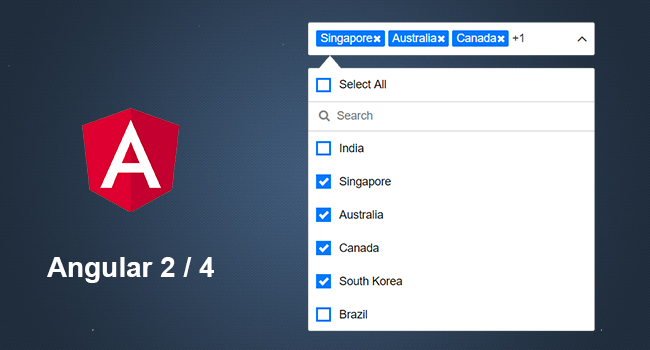 Singapore× Australia× Canada× +1
Select All
Search
India
Singapore
Australia
Canada
South Korea
Brazil
A
Angular 2 / 4